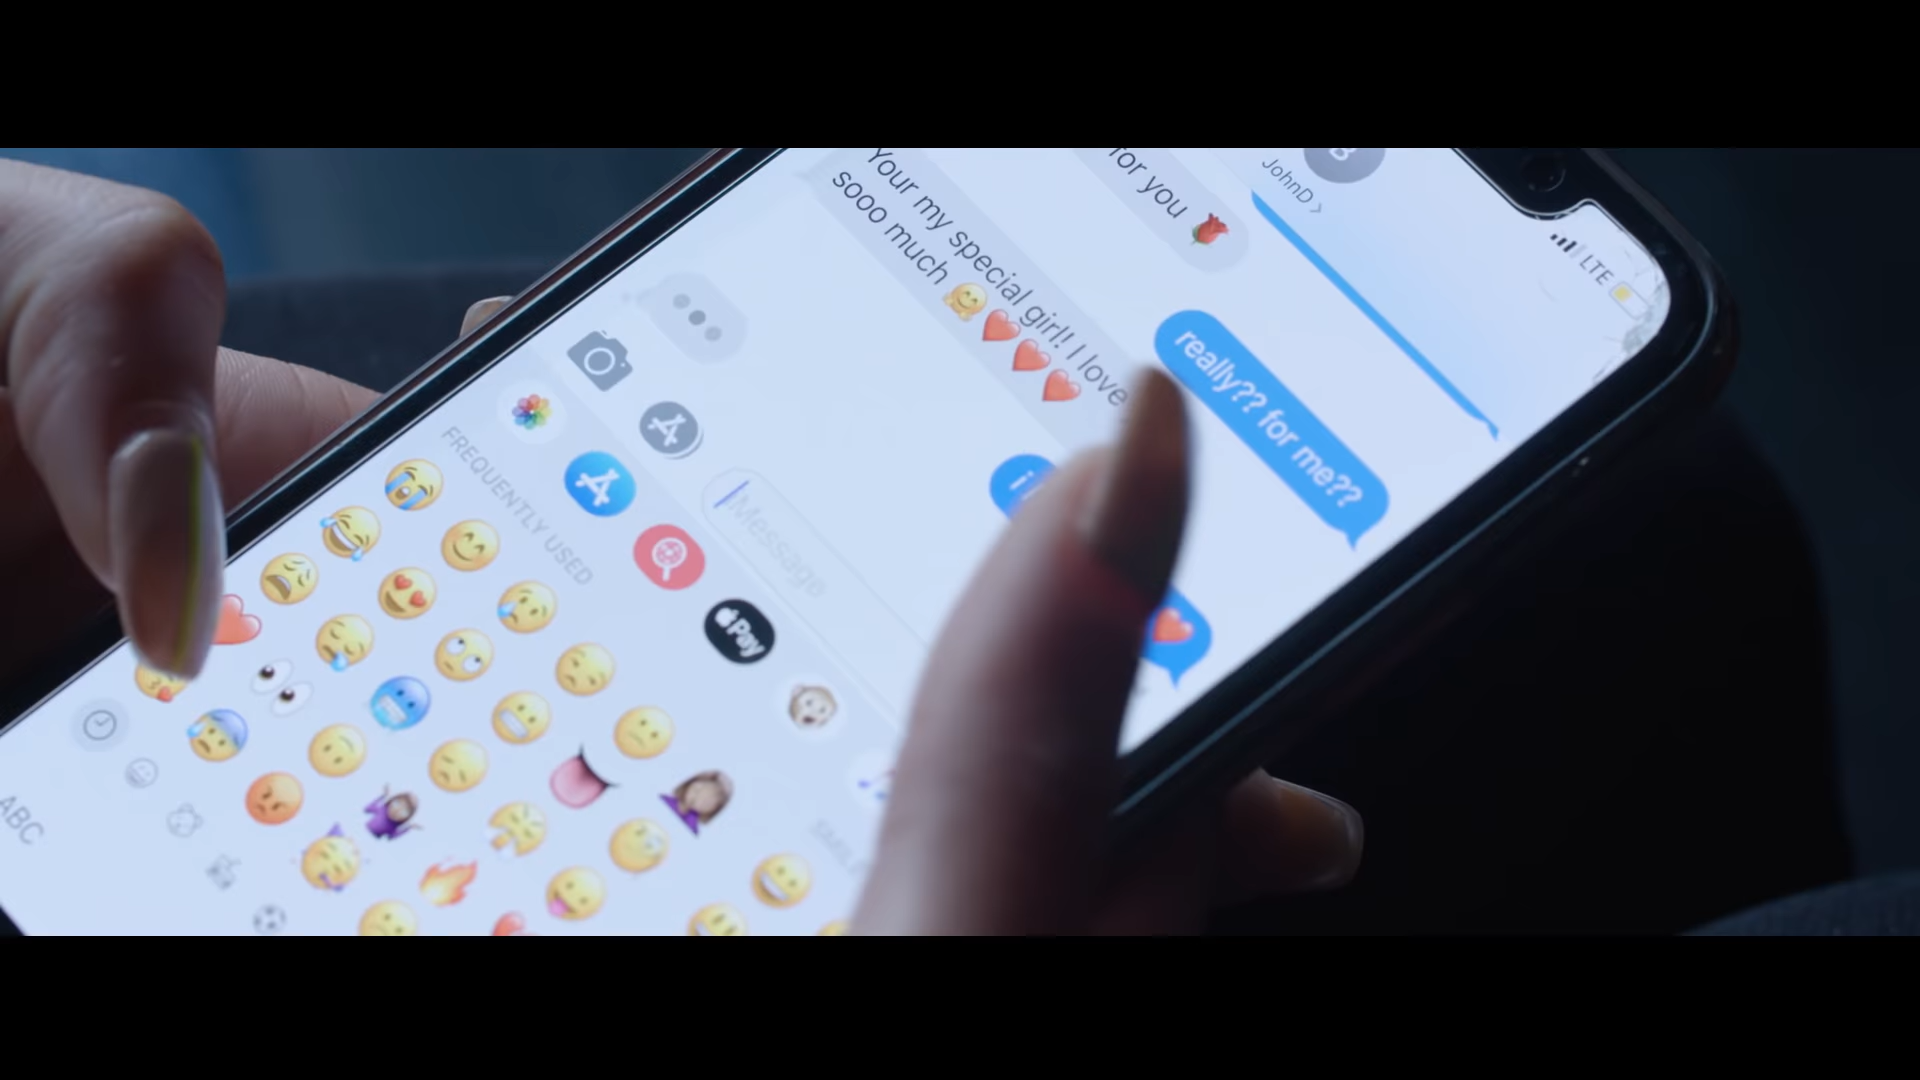 LTE
B
JohnD >
for you
really?? for me??
Your my special girl!! I love
sooo much
i
Message
Pay
FREQUENTLY USED
ABC